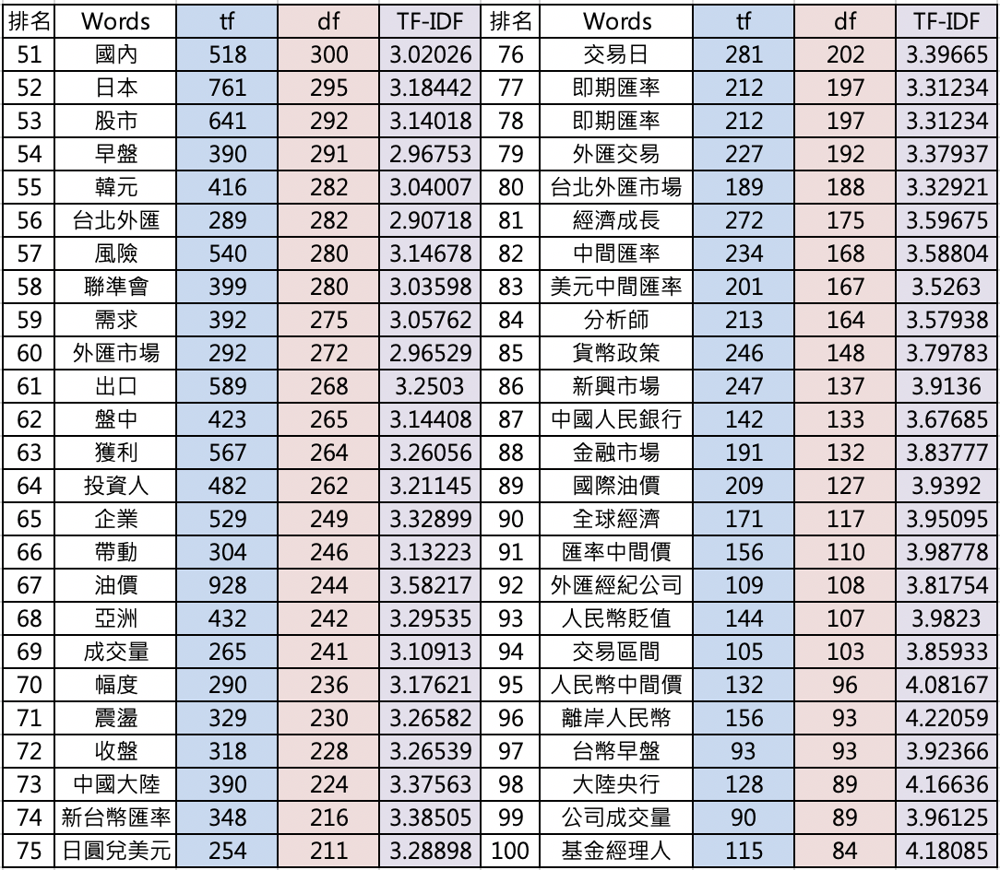 排名 Words tf df TF-IDF 排名 Words tf df TF-IDF
51 國內 518 300 3.02026 76 交易日 281 202 3.39665
52 日本 761 295 3.18442 77 即期匯率 212 197 3.31234
53 股市 641 292 3.14018 78 即期匯率 212 197 3.31234
54 早盤 390 291 2.96753 79 外匯交易 227 192 3.37937
55 韓元 416 282 3.04007 80 台北外匯市場 189 188 3.32921
56 台北外匯 289 282 2.90718 81 經濟成長 272 175 3.59675
57 風險 540 280 3.14678 82 中間匯率 234 168 3.58804
58 聯準會 399 280 3.03598 83 美元中間匯率 201 167 3.5263
59 需求 392 275 3.05762 84 分析師 213 164 3.57938
60 外匯市場 292 272 2.96529 85 貨幣政策 246 148 3.79783
61 出口 589 268 3.2503 86 新興市場 247 137 3.9136
62 盤中 423 265 3.14408 87 中國人民銀行 142 133 3.67685
63 獲利 567 264 3.26056 88 金融市場 191 132 3.83777
64 投資人 482 262 3.21145 89 國際油價 209 127 3.9392
65 企業 529 249 3.32899 90 全球經濟 171 117 3.95095
66 帶動 304 246 3.13223 91 匯率中間價 156 110 3.98778
67 油價 928 244 3.58217 92 外匯經紀公司 109 108 3.81754
68 亞洲 432 242 3.29535 93 人民幣貶值 144 107 3.9823
69 成交量 265 241 3.10913 94 交易區間 105 103 3.85933
70 幅度 290 236 3.17621 95 人民幣中間價 132 96 4.08167
71 震盪 329 230 3.26582 96 離岸人民幣 156 93 4.22059
72 收盤 318 228 3.26539 97 台幣早盤 93 93 3.92366
73 中國大陸 390 224 3.37563 98 大陸央行 128 89 4.16636
74 新台幣匯率 348 216 3.38505 99 公司成交量 90 89 3.96125
75 日圓兌美元 254 211 3.28898 100 基金經理人 115 84 4.18085